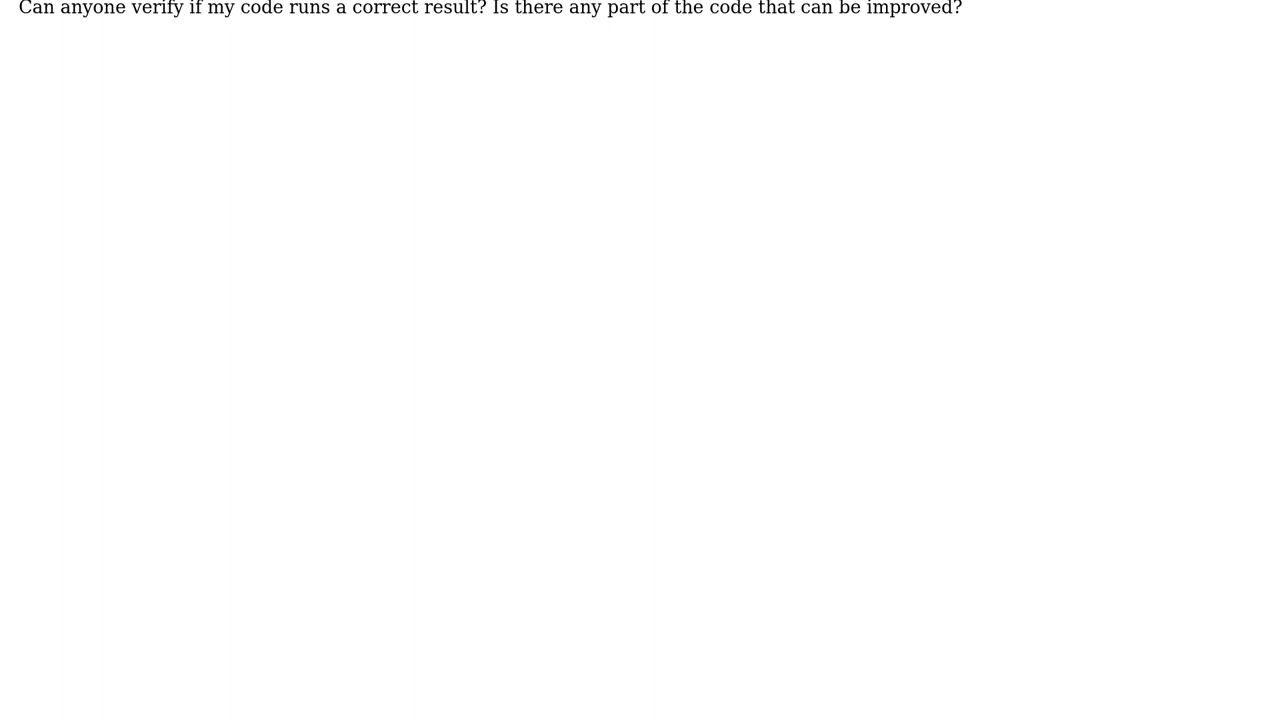 Can anyone verify if my code runs a correct result? Is there any part of the code that can be improved?